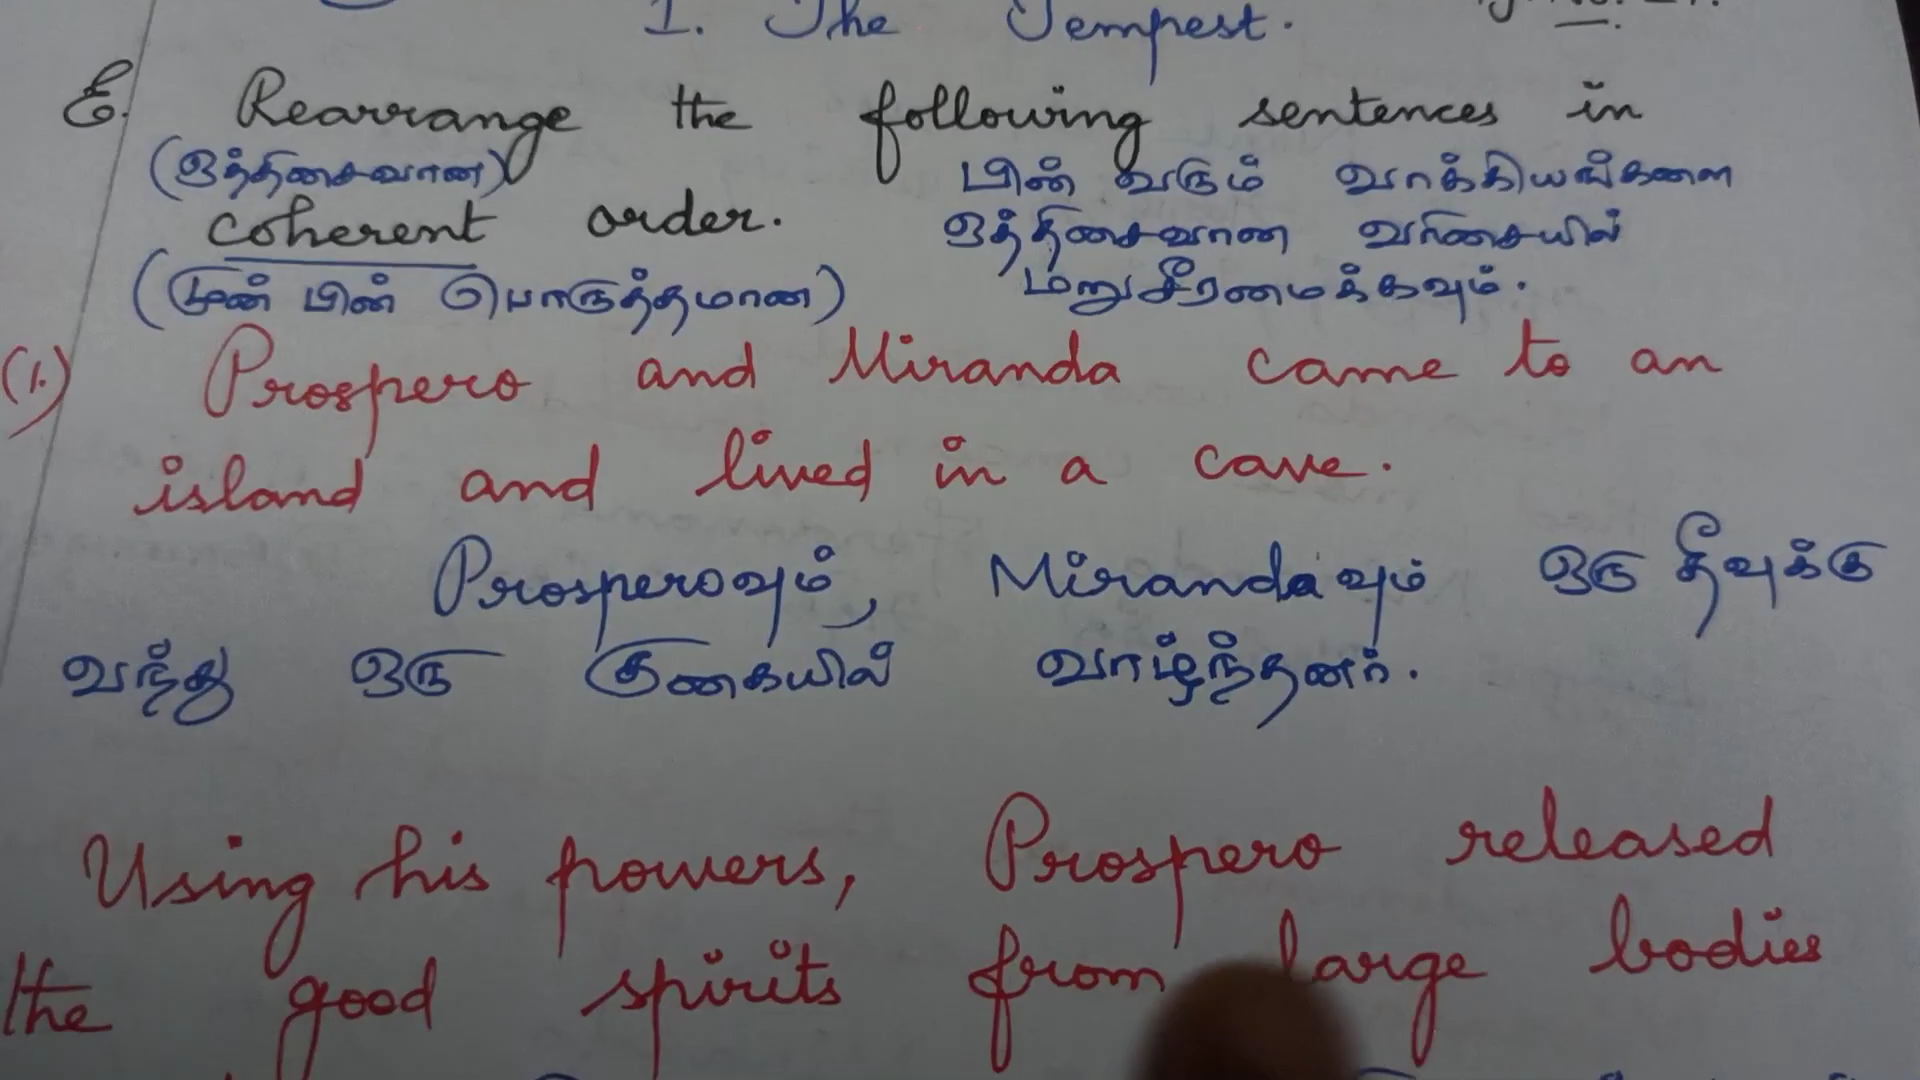 1. The Tempest.
E. Rearrange the following sentences in
(ஒத்திசைவான) பின் வரும் வாக்கியங்களை
coherent order. ஒத்திசைவான வரிசையில்
(முன் பின் பொருத்தமான) மறுசீரமைக்கவும்.
(1.) Prospero and Miranda came to an
island and lived in a cave.
Prosperoவும், Mirandaவும் ஒரு தீவுக்கு
வந்து ஒரு குகையில் வாழ்ந்தனர்.
Using his powers, Prospero released
the good spirits from large bodies